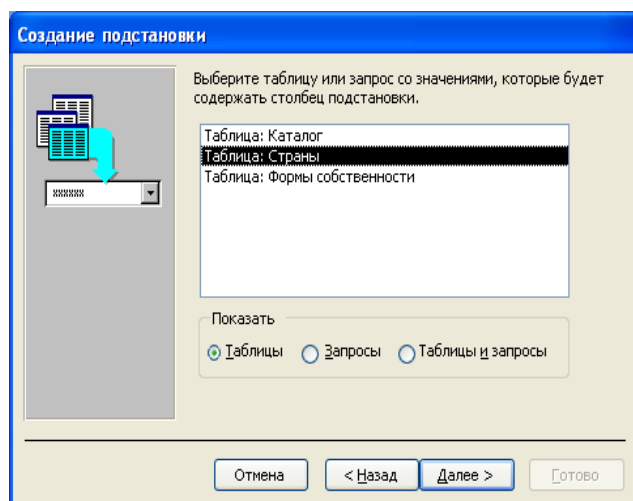 Создание подстановки
Выберите таблицу или запрос со значениями, которые будет
содержать столбец подстановки.
Таблица: Каталог
Таблица: Страны
Таблица: Формы собственности
xxxxxx
Показать
Таблицы Запросы Таблицы и запросы
Отмена < Назад Далее > Готово